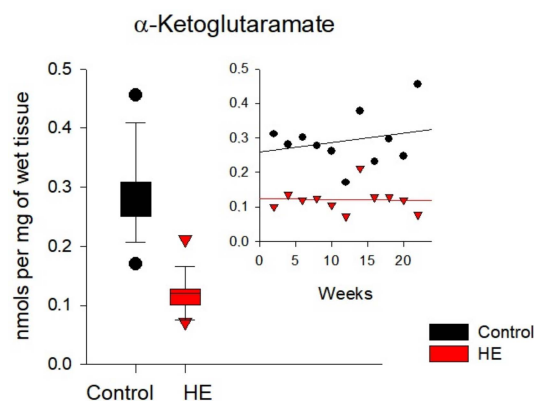 α-Ketoglutaramate
nmols per mg of wet tissue
0.5
0.4
0.3
0.2
0.1
0.0
Control HE
0.5
0.4
0.3
0.2
0.1
0.0
0 5 10 15 20
Weeks
Control
HE